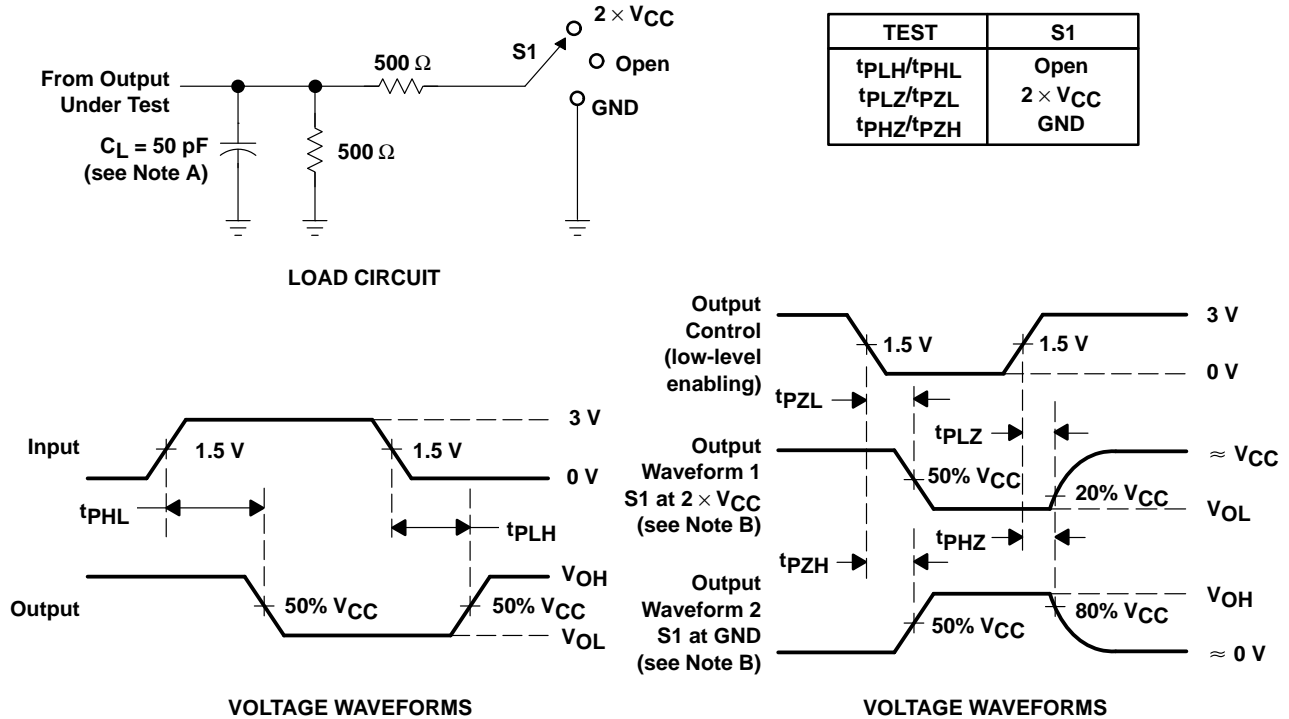 2 × VCC
S1
Open
GND
500 Ω
From Output
Under Test
CL = 50 pF
(see Note A)
500 Ω
LOAD CIRCUIT
TEST S1
tPLH/tPHL Open
tPLZ/tPZL 2 × VCC
tPHZ/tPZH GND
Input
1.5 V
1.5 V
3 V
0 V
tPHL
tPLH
Output
50% VCC
50% VCC
VOH
VOL
VOLTAGE WAVEFORMS
Output
Control
(low-level
enabling)
1.5 V
1.5 V
3 V
0 V
tPZL
tPLZ
Output
Waveform 1
S1 at 2 × VCC
(see Note B)
50% VCC
20% VCC
≈ VCC
VOL
tPHZ
tPZH
Output
Waveform 2
S1 at GND
(see Note B)
50% VCC
80% VCC
VOH
≈ 0 V
VOLTAGE WAVEFORMS